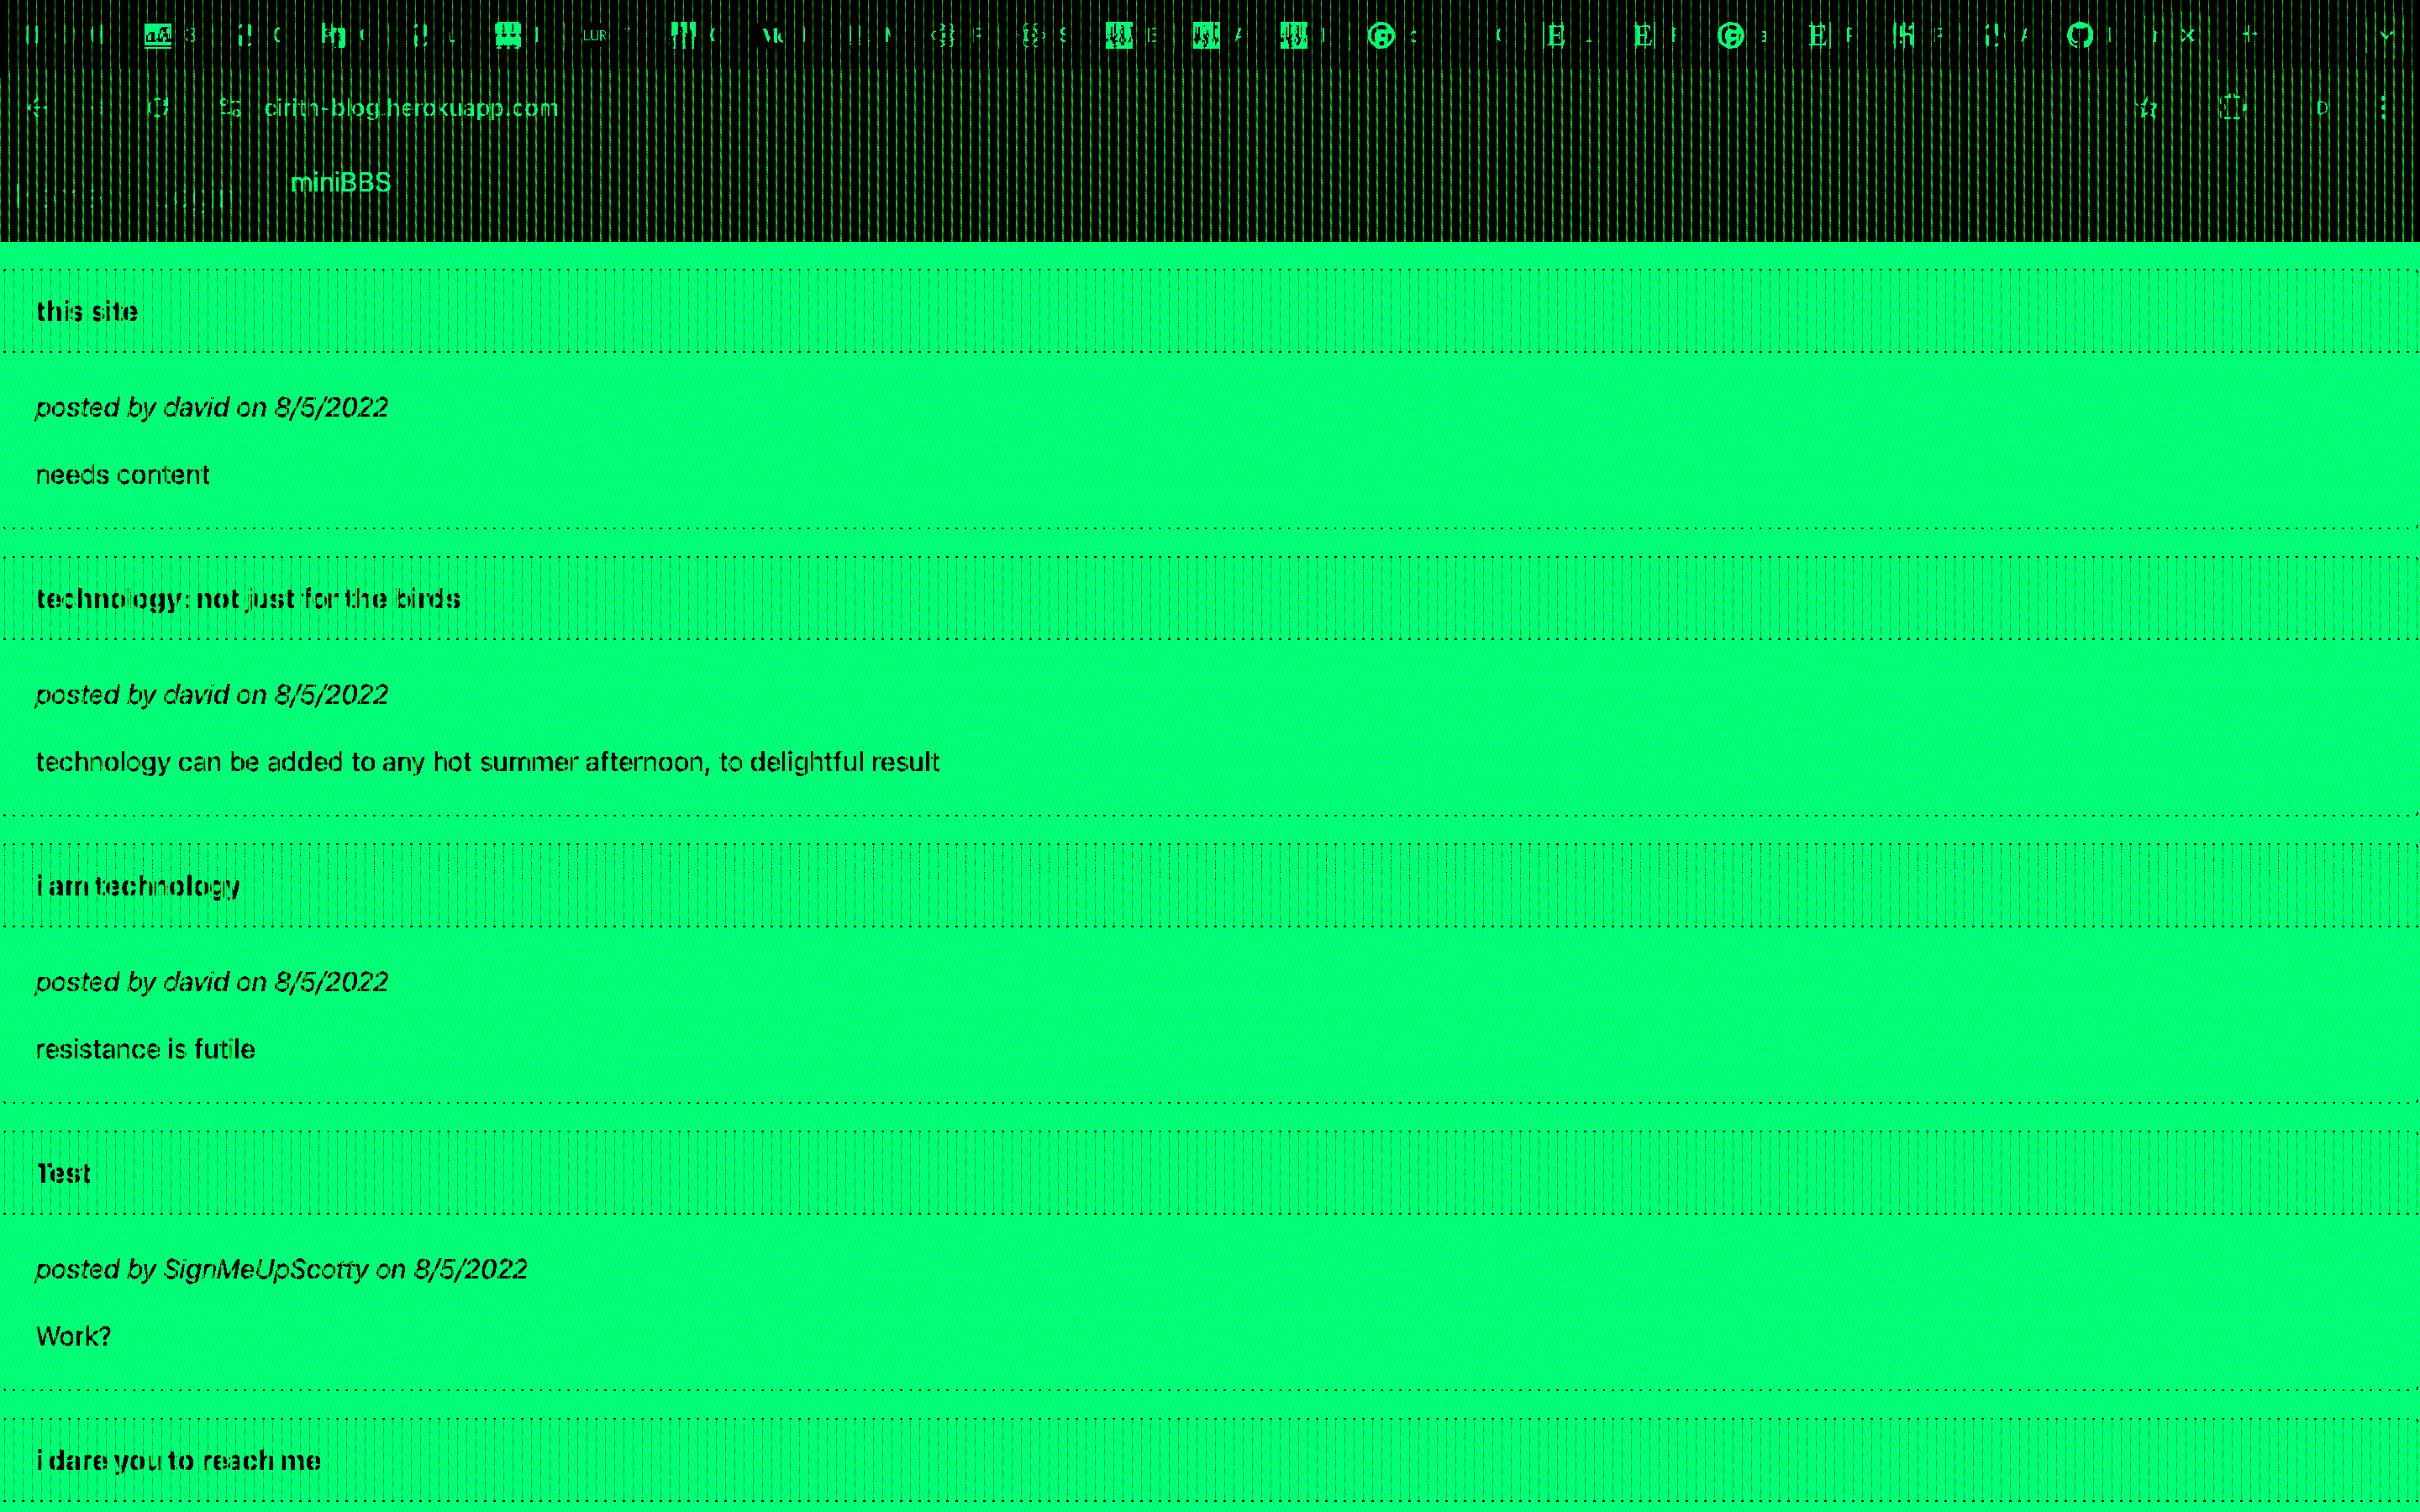 LUR
cirith-blog.herokuapp.com
D
miniBBS
this site
posted by david on 8/5/2022
needs content
technology: not just for the birds
posted by david on 8/5/2022
technology can be added to any hot summer afternoon, to delightful result
i am technology
posted by david on 8/5/2022
resistance is futile
Test
posted by SignMeUpScotty on 8/5/2022
Work?
i dare you to reach me